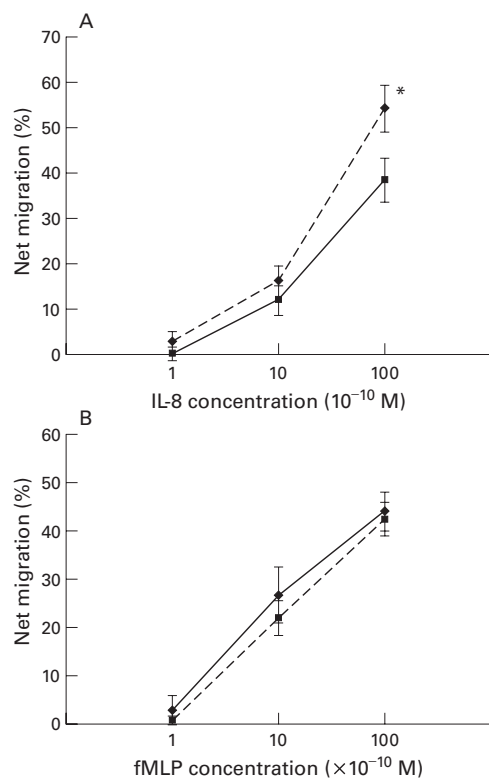 A
70
60
50
40
30
20
10
0
Net migration (%)
*
1 10 100
IL-8 concentration (10⁻¹⁰ M)
B
60
50
40
30
20
10
0
Net migration (%)
1 10 100
fMLP concentration (×10⁻¹⁰ M)